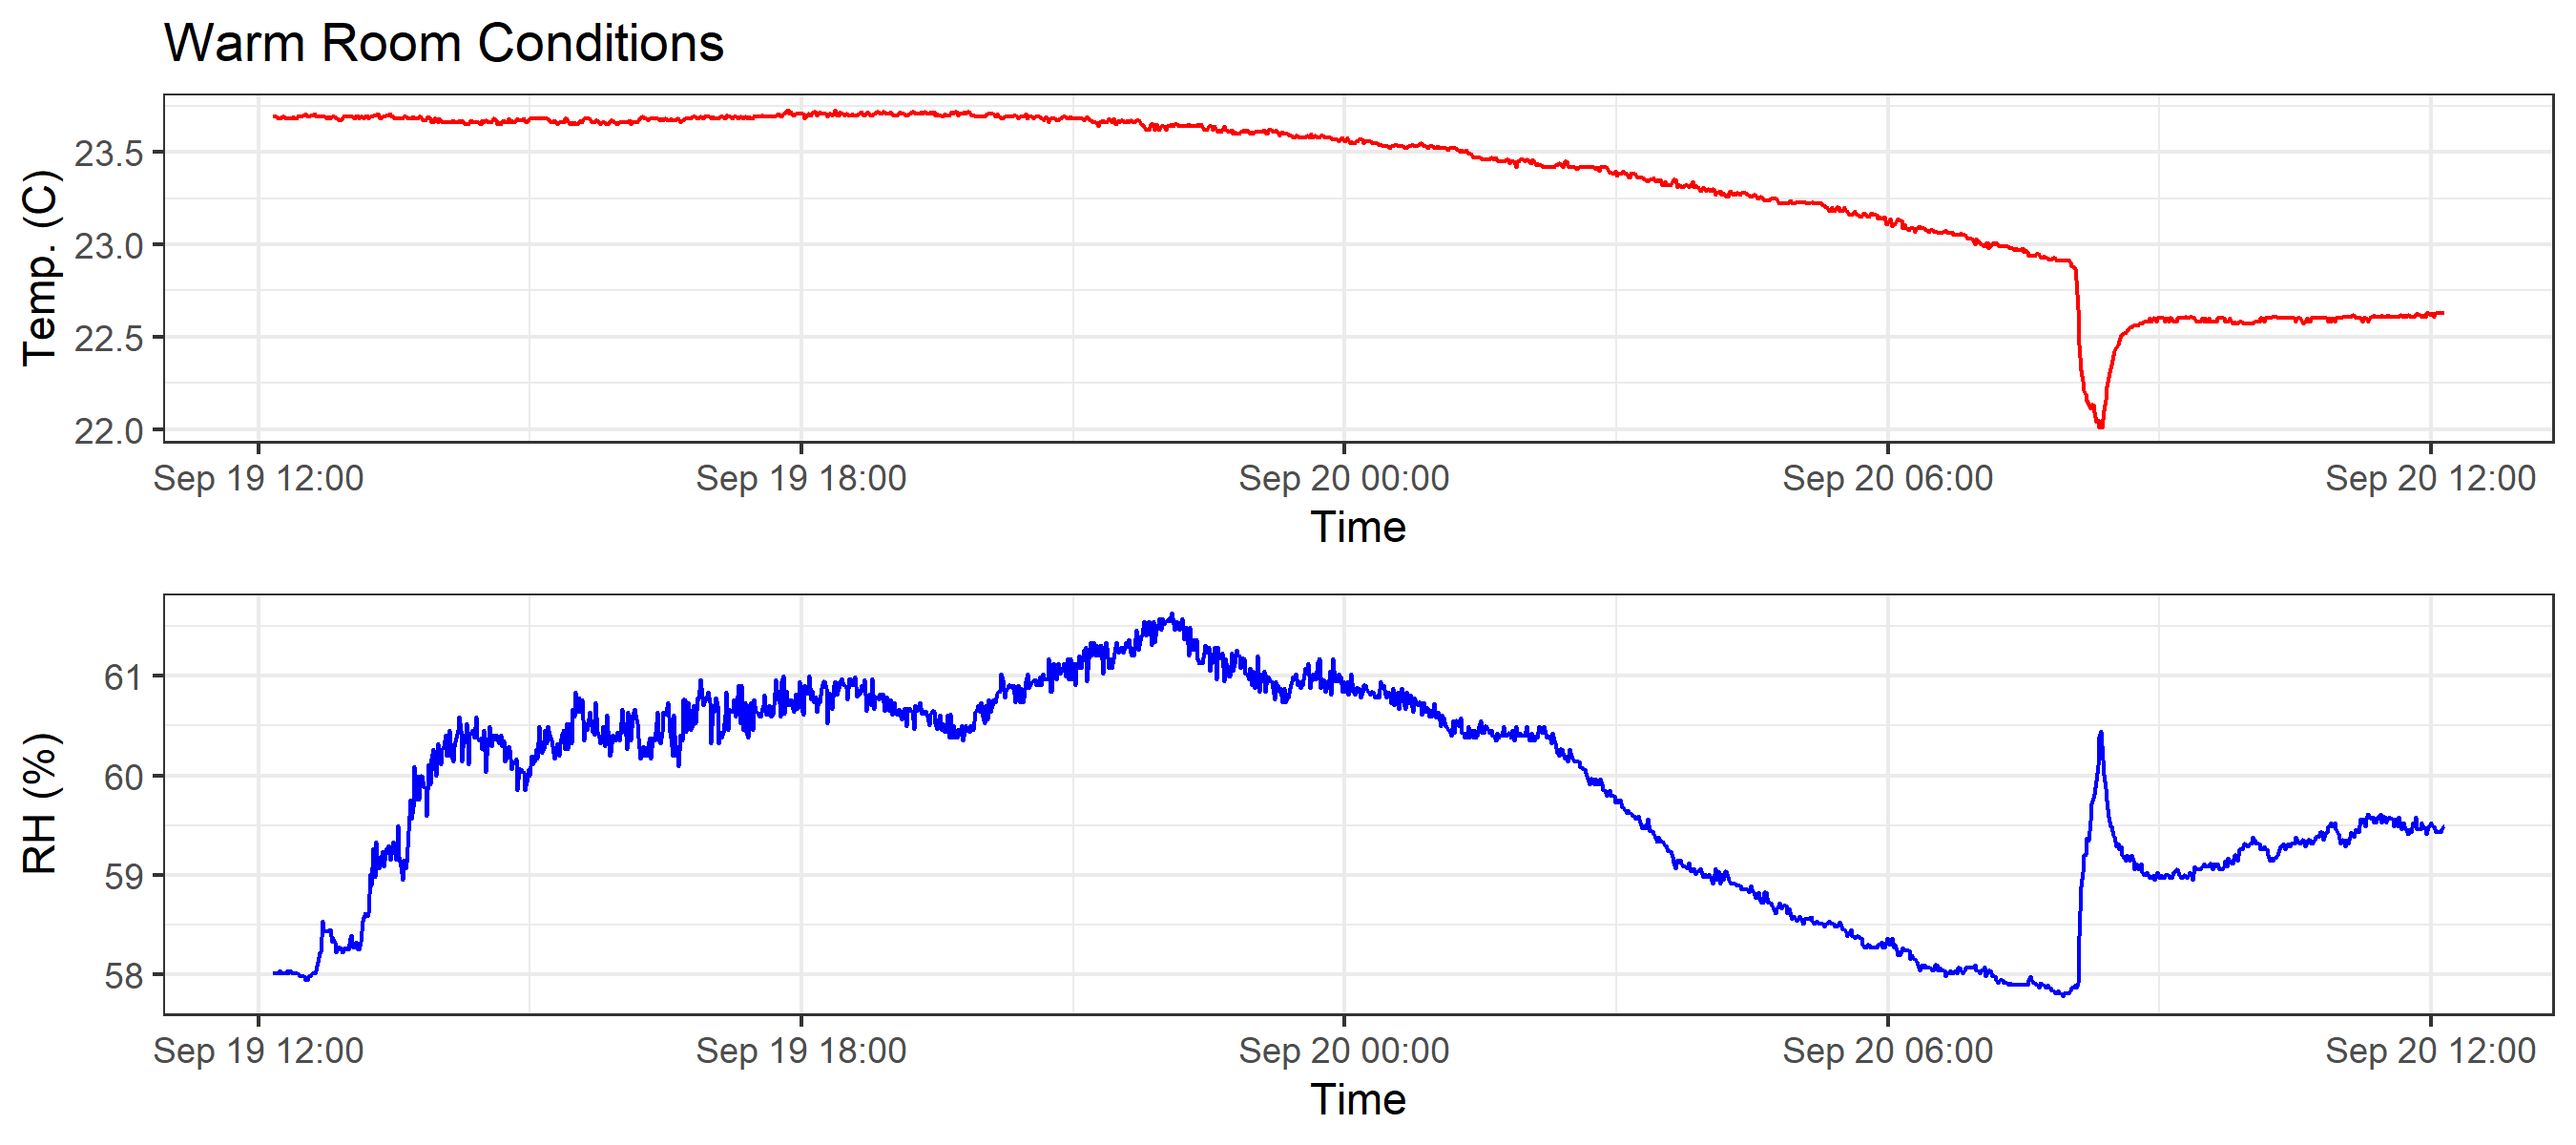 Warm Room Conditions
Temp. (C)
23.5
23.0
22.5
22.0
Sep 19 12:00 Sep 19 18:00 Sep 20 00:00 Sep 20 06:00 Sep 20 12:00
Time
RH (%)
61
60
59
58
Sep 19 12:00 Sep 19 18:00 Sep 20 00:00 Sep 20 06:00 Sep 20 12:00
Time